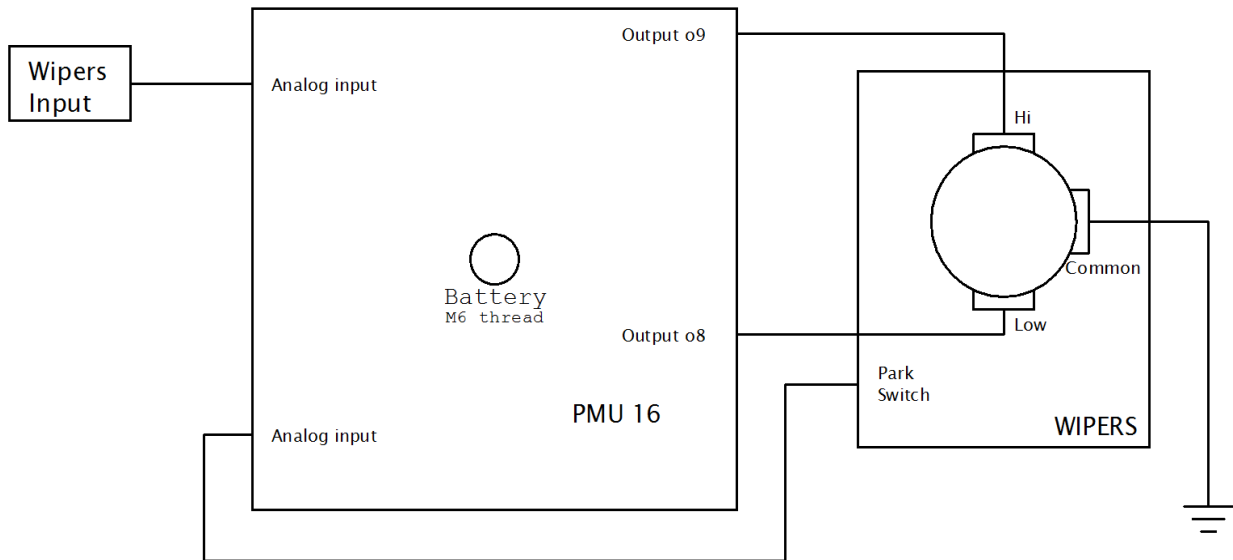 Output o9
Wipers
Input
Analog input
Hi
Battery
M6 thread
Common
Output o8
Low
Park
Switch
PMU 16
Analog input
WIPERS